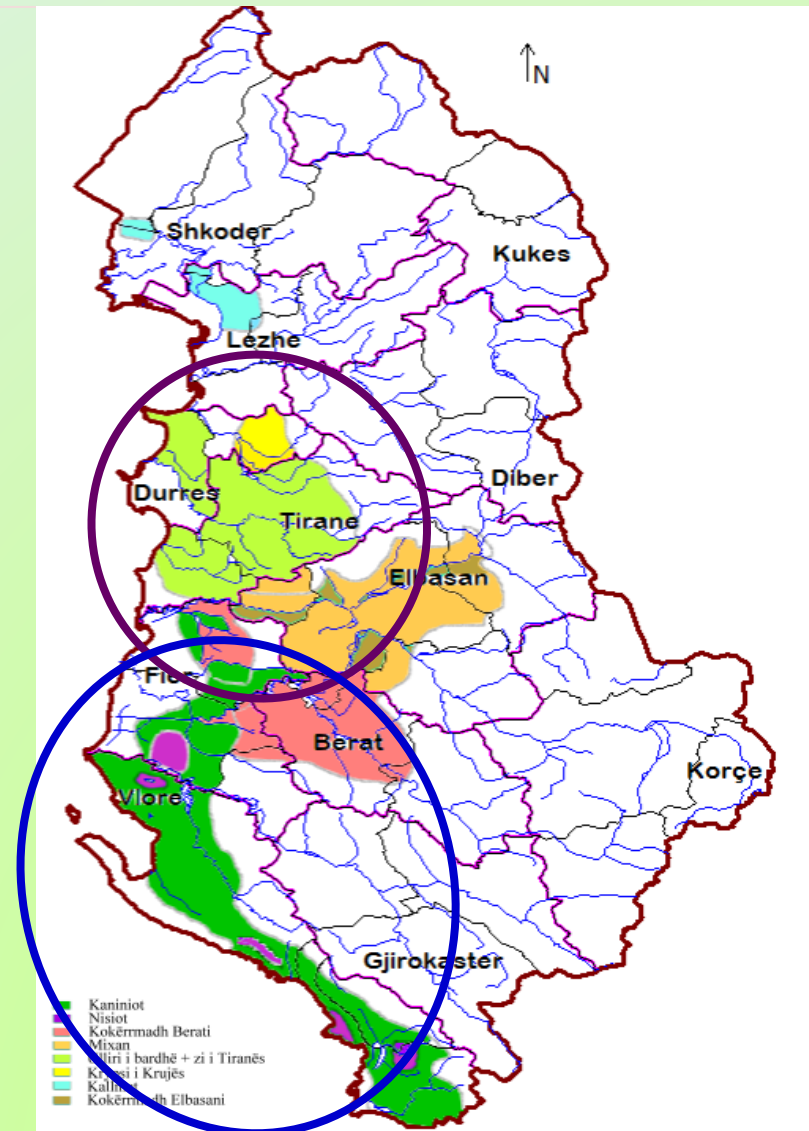 N
Shkoder
Kukes
Lezhe
Durres
Diber
Tirane
Elbasan
Fier
Berat
Korçe
Vlore
Gjirokaster
Kaniniot
Nisiot
Kokërrmadh Berati
Mixan
i bardhë + zi i Tiranës
i Krujës
Kokërrmadh Elbasani